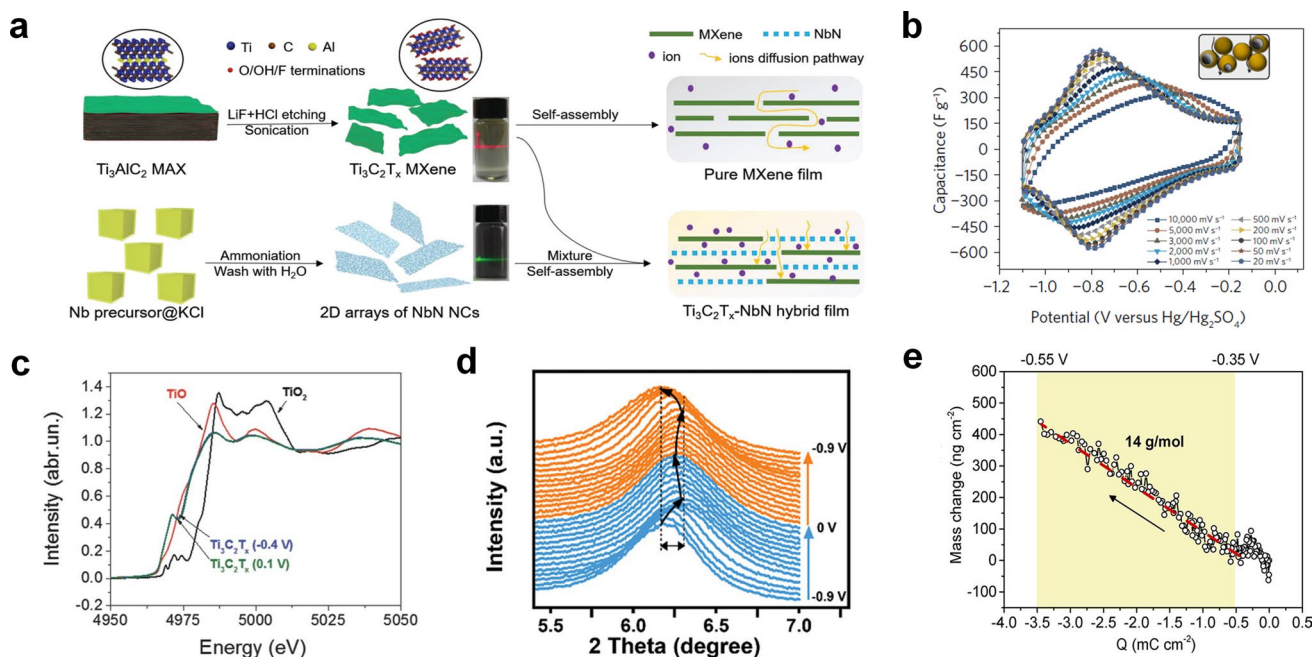 a
Ti
C
Al
O/OH/F terminations
MXene
NbN
ion
ions diffusion pathway
LiF+HCl etching
Sonication
Self-assembly
Ti₃AlC₂ MAX
Ti₃C₂Tₓ MXene
Pure MXene film
Ammoniation
Wash with H₂O
Mixture
Self-assembly
Nb precursor@KCl
2D arrays of NbN NCs
Ti₃C₂Tₓ-NbN hybrid film
b
Capacitance (F g⁻¹)
600
450
300
150
0
-150
-300
-450
-600
10,000 mV s⁻¹
5,000 mV s⁻¹
3,000 mV s⁻¹
2,000 mV s⁻¹
1,000 mV s⁻¹
500 mV s⁻¹
200 mV s⁻¹
100 mV s⁻¹
50 mV s⁻¹
20 mV s⁻¹
−1.2 −1.0 −0.8 −0.6 −0.4 −0.2 0.0
Potential (V versus Hg/Hg₂SO₄)
c
Intensity (abr.un.)
1.4
1.2
1.0
0.8
0.6
0.4
0.2
0.0
-0.2
TiO
TiO₂
Ti₃C₂Tₓ (-0.4 V)
Ti₃C₂Tₓ (0.1 V)
4950 4975 5000 5025 5050
Energy (eV)
d
Intensity (a.u.)
-0.9 V
0 V
-0.9 V
5.5 6.0 6.5 7.0
2 Theta (degree)
e
-0.55 V -0.35 V
Mass change (ng cm⁻²)
600
500
400
300
200
100
0
-100
14 g/mol
-4.0 -3.5 -3.0 -2.5 -2.0 -1.5 -1.0 -0.5 0.0 0.5
Q (mC cm⁻²)